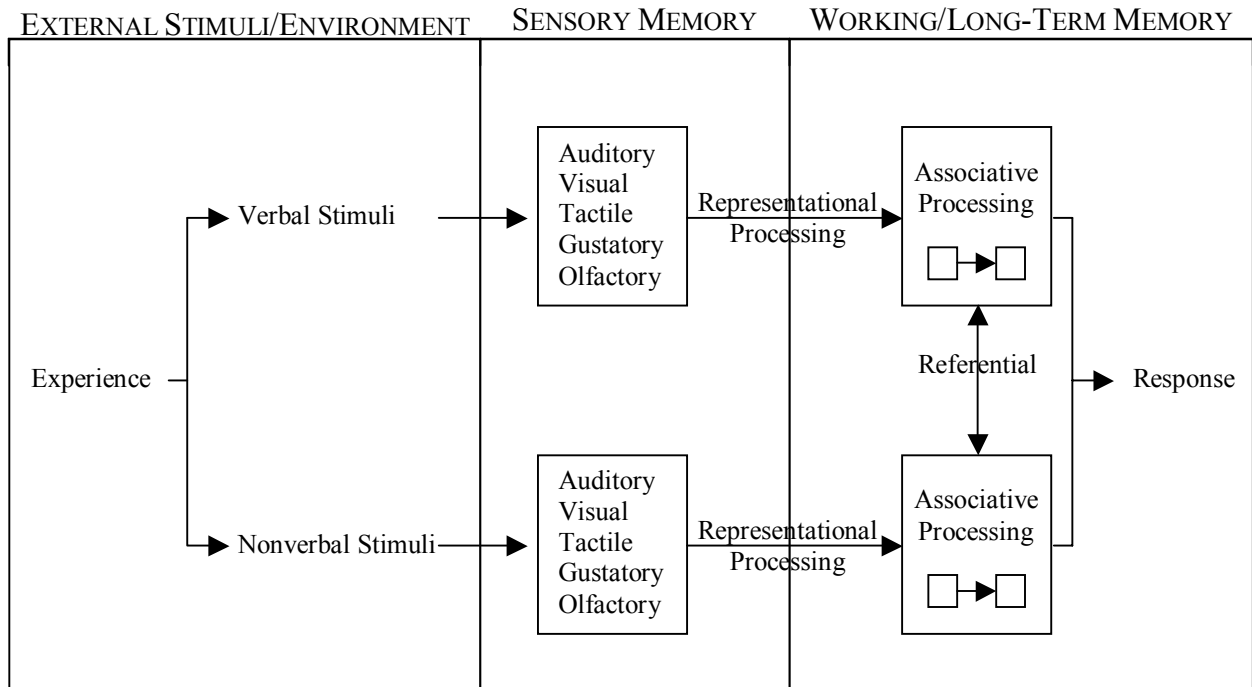 EXTERNAL STIMULI/ENVIRONMENT
SENSORY MEMORY
WORKING/LONG-TERM MEMORY
Experience
Verbal Stimuli
Auditory
Visual
Tactile
Gustatory
Olfactory
Representational
Processing
Associative
Processing
Referential
Response
Nonverbal Stimuli
Auditory
Visual
Tactile
Gustatory
Olfactory
Representational
Processing
Associative
Processing